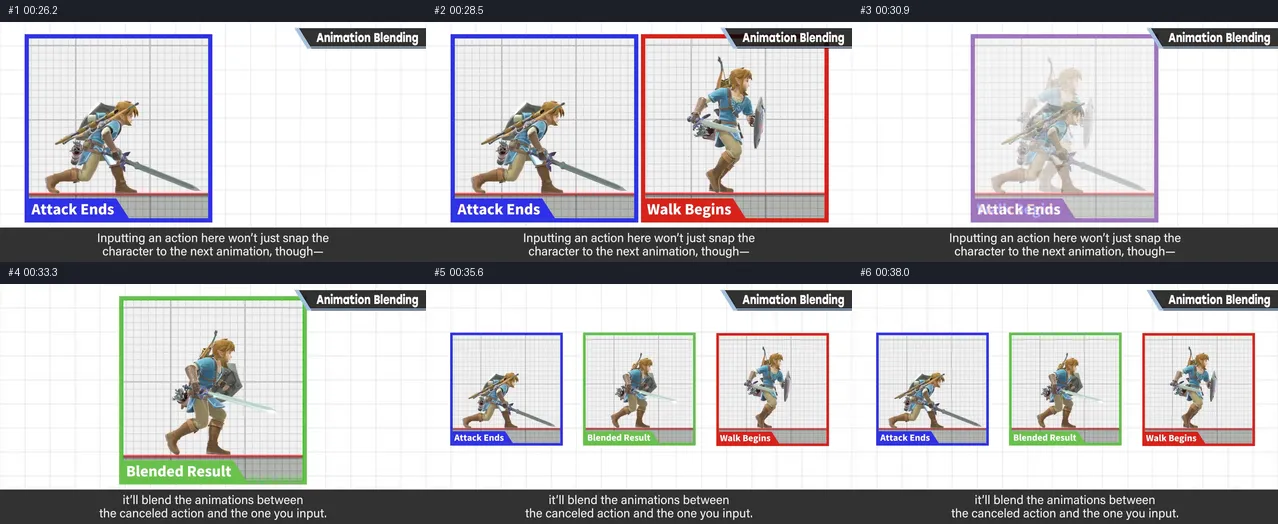 #1 00:26.2
Animation Blending
Attack Ends
Inputting an action here won't just snap the
character to the next animation, though—
#2 00:28.5
Animation Blending
Attack Ends
Walk Begins
Inputting an action here won't just snap the
character to the next animation, though—
#3 00:30.9
Animation Blending
Attack Ends
Inputting an action here won't just snap the
character to the next animation, though—
#4 00:33.3
Animation Blending
Blended Result
it'll blend the animations between
the canceled action and the one you input.
#5 00:35.6
Animation Blending
Attack Ends
Blended Result
Walk Begins
it'll blend the animations between
the canceled action and the one you input.
#6 00:38.0
Animation Blending
Attack Ends
Blended Result
Walk Begins
it'll blend the animations between
the canceled action and the one you input.